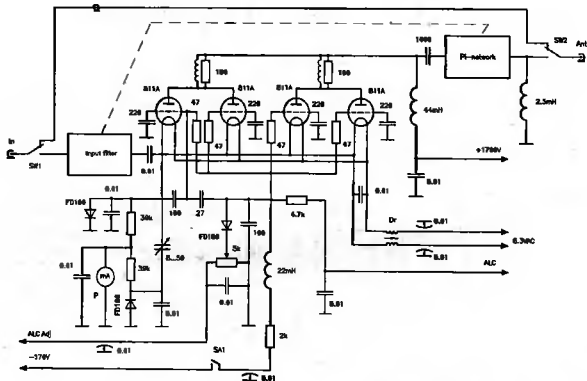 SW2
Ant
1000
Pi-network
100
100
811A
811A
811A
811A
47
220
220
220
220
44mH
2.5mH
In
SW1
Input filter
0.01
47
47
47
+1700V
0.01
0.01
Dr
0.01
6.3VAC
0.01
FD100
0.01
100
27
4.7k
30k
FD100
5k
100
ALC
0.01
mA
P
30k
8...50
22mH
0.01
FD100
0.01
0.01
2k
ALC Adj
0.01
SA1
-270V
0.01